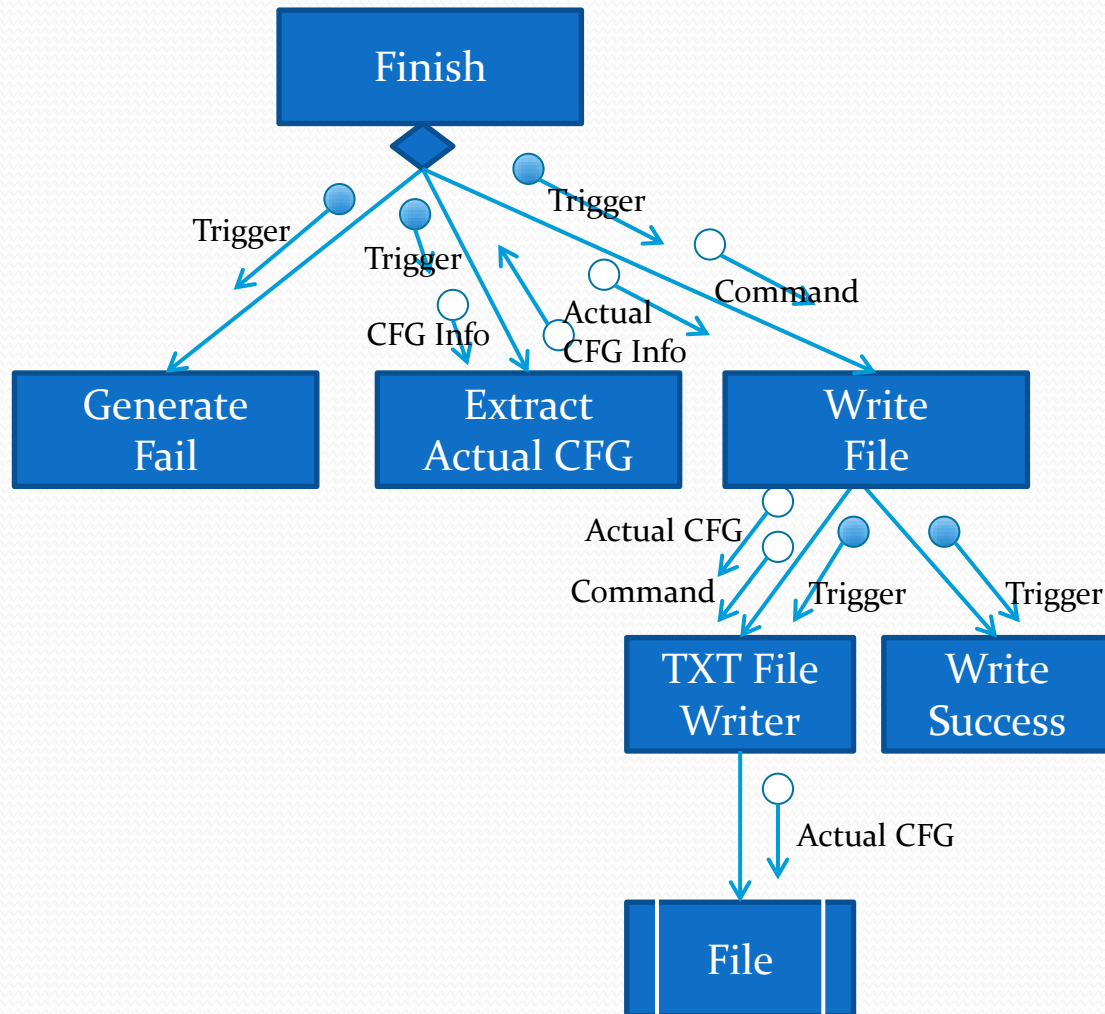 Finish
Trigger
Trigger
Trigger
Command
CFG Info
Actual
CFG Info
Generate
Fail
Extract
Actual CFG
Write
File
Actual CFG
Command
Trigger
Trigger
TXT File
Writer
Write
Success
Actual CFG
File